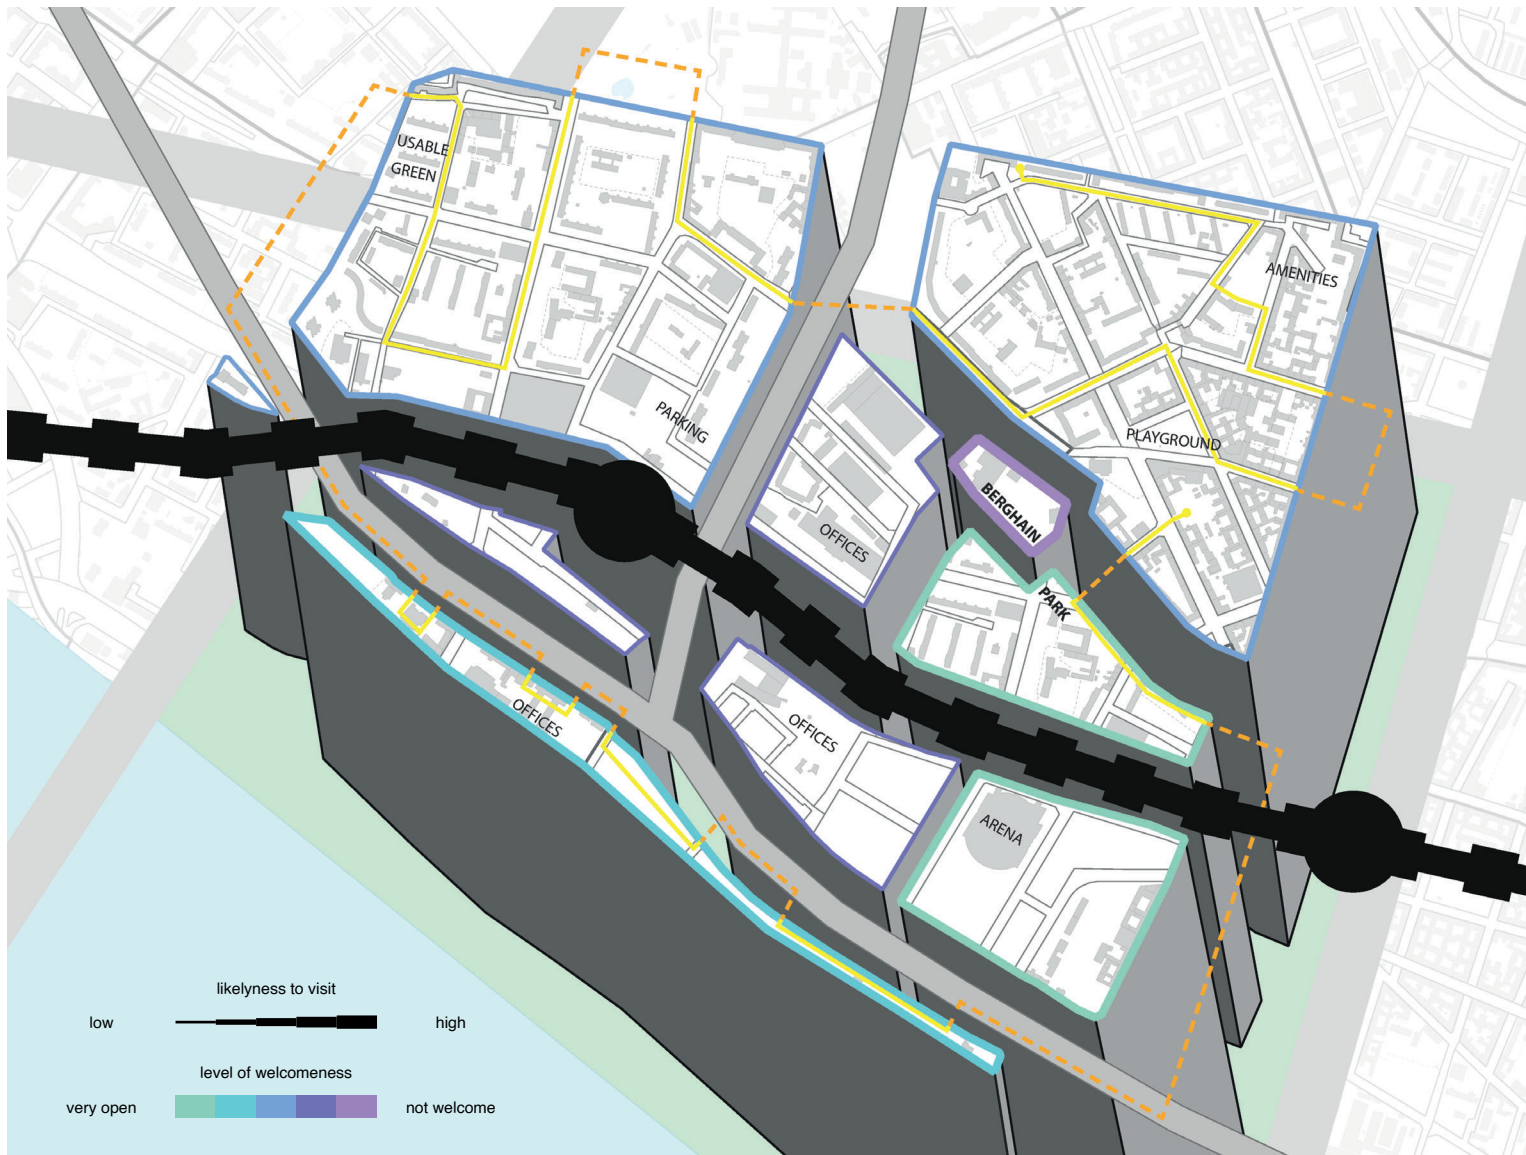 USABLE
GREEN
AMENITIES
PARKING
PLAYGROUND
BERGHAIN
OFFICES
PARK
OFFICES
OFFICES
ARENA
likelyness to visit
low
high
level of welcomeness
very open
not welcome